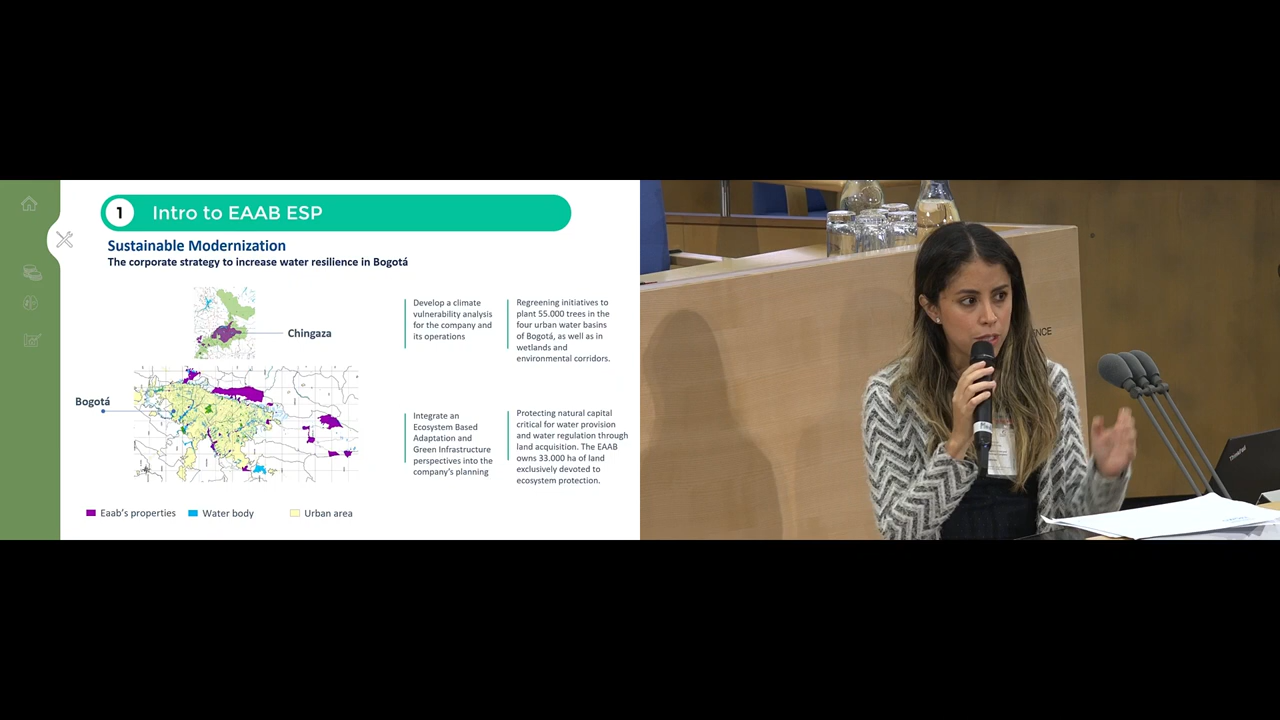 1 Intro to EAAB ESP
Sustainable Modernization
The corporate strategy to increase water resilience in Bogotá
Chingaza
Bogotá
Eaab's properties
Water body
Urban area
Develop a climate
vulnerability analysis
for the company and
its operations
Regreening initiatives to
plant 55.000 trees in the
four urban water basins
of Bogotá, as well as in
wetlands and
environmental corridors.
Integrate an
Ecosystem Based
Adaptation and
Green Infrastructure
perspectives into the
company's planning
Protecting natural capital
critical for water provision
and water regulation through
land acquisition. The EAAB
owns 33.000 ha of land
exclusively devoted to
ecosystem protection.
ENCE
ThinkPad